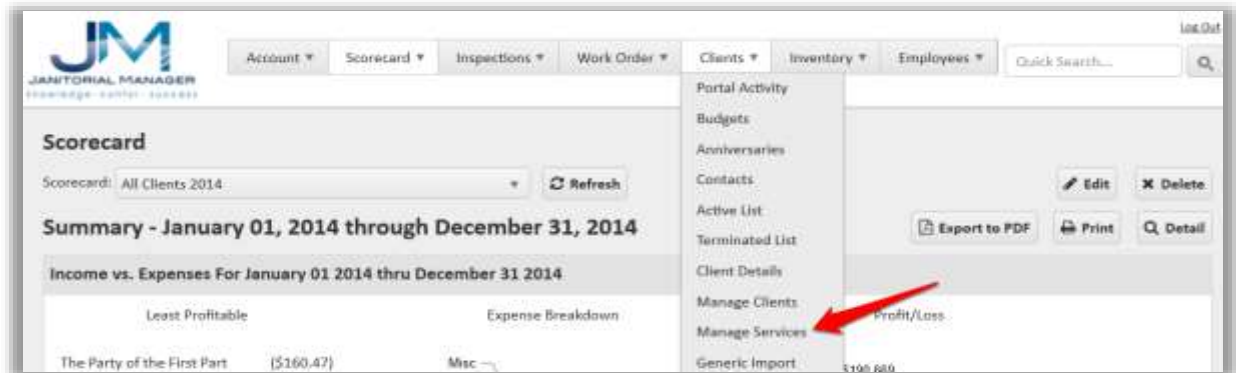 Log Out
JM
JANITORIAL MANAGER
Account Scorecard Inspections Work Order Clients Inventory Employees Quick Search...
Portal Activity
Budgets
Scorecard
Anniversaries
Scorecard: All Clients 2014 Refresh Contacts Edit Delete
Active List
Summary - January 01, 2014 through December 31, 2014 Export to PDF Print Detail
Terminated List
Income vs. Expenses For January 01 2014 thru December 31 2014 Client Details
Manage Clients
Least Profitable Expense Breakdown Profit/Loss
Manage Services
The Party of the First Part ($160.47) Misc Generic Import